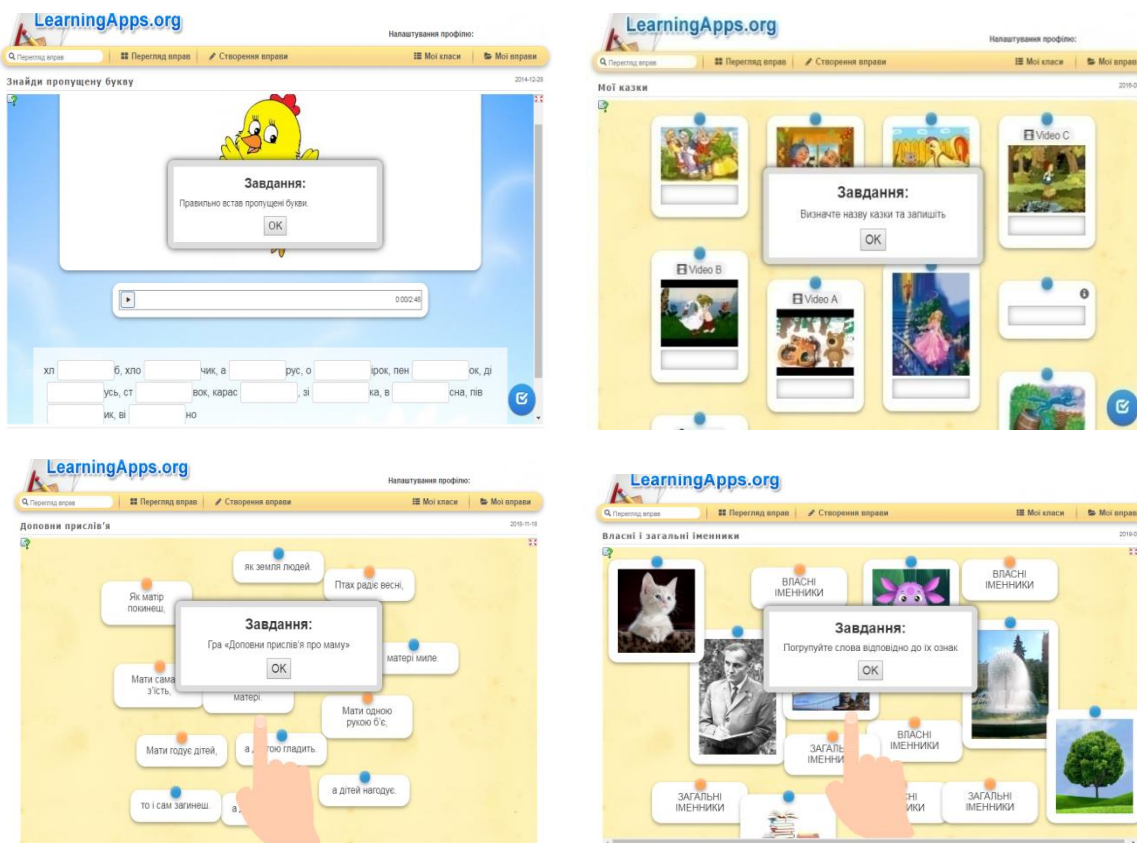 LearningApps.org
Налаштування профілю:
Перегляд вправ
Перегляд вправ
Створення вправи
Мої класи
Мої вправи
Знайди пропущену букву
2014-12-28
Завдання:
Правильно встав пропущені букви.
OK
0:00/2:48
хл б, хло чик, а рус, о ірок, пен ок, ді
усь, ст вок, карас , зі ка, в сна, пів
ик, ві но
LearningApps.org
Налаштування профілю:
Перегляд вправ
Перегляд вправ
Створення вправи
Мої класи
Мої вправ
Мої казки
Video C
Завдання:
Визначте назву казки та запишіть
OK
Video B
Video A
LearningApps.org
Налаштування профілю:
Перегляд вправ
Перегляд вправ
Створення вправи
Мої класи
Мої вправи
Доповни прислів'я
як земля людей.
Птах радіє весні,
Як матір
покинеш,
Завдання:
Гра «Доповни прислів'я про маму»
OK
матері миле.
Мати сама
з'їсть,
матері.
Мати одною
рукою б'є,
Мати годує дітей,
гладить.
а дітей нагодує.
то і сам загинеш.
LearningApps.org
Перегляд вправ
Перегляд вправ
Створення вправи
Мої класи
Мої вправ
Власні і загальні іменники
ВЛАСНІ
ІМЕННИКИ
ВЛАСНІ
ІМЕННИКИ
Завдання:
Погрупуйте слова відповідно до їх ознак
OK
ВЛАСНІ
ІМЕННИКИ
ЗАГАЛЬНІ
ІМЕННИКИ
ЗАГАЛЬНІ
ІМЕННИКИ